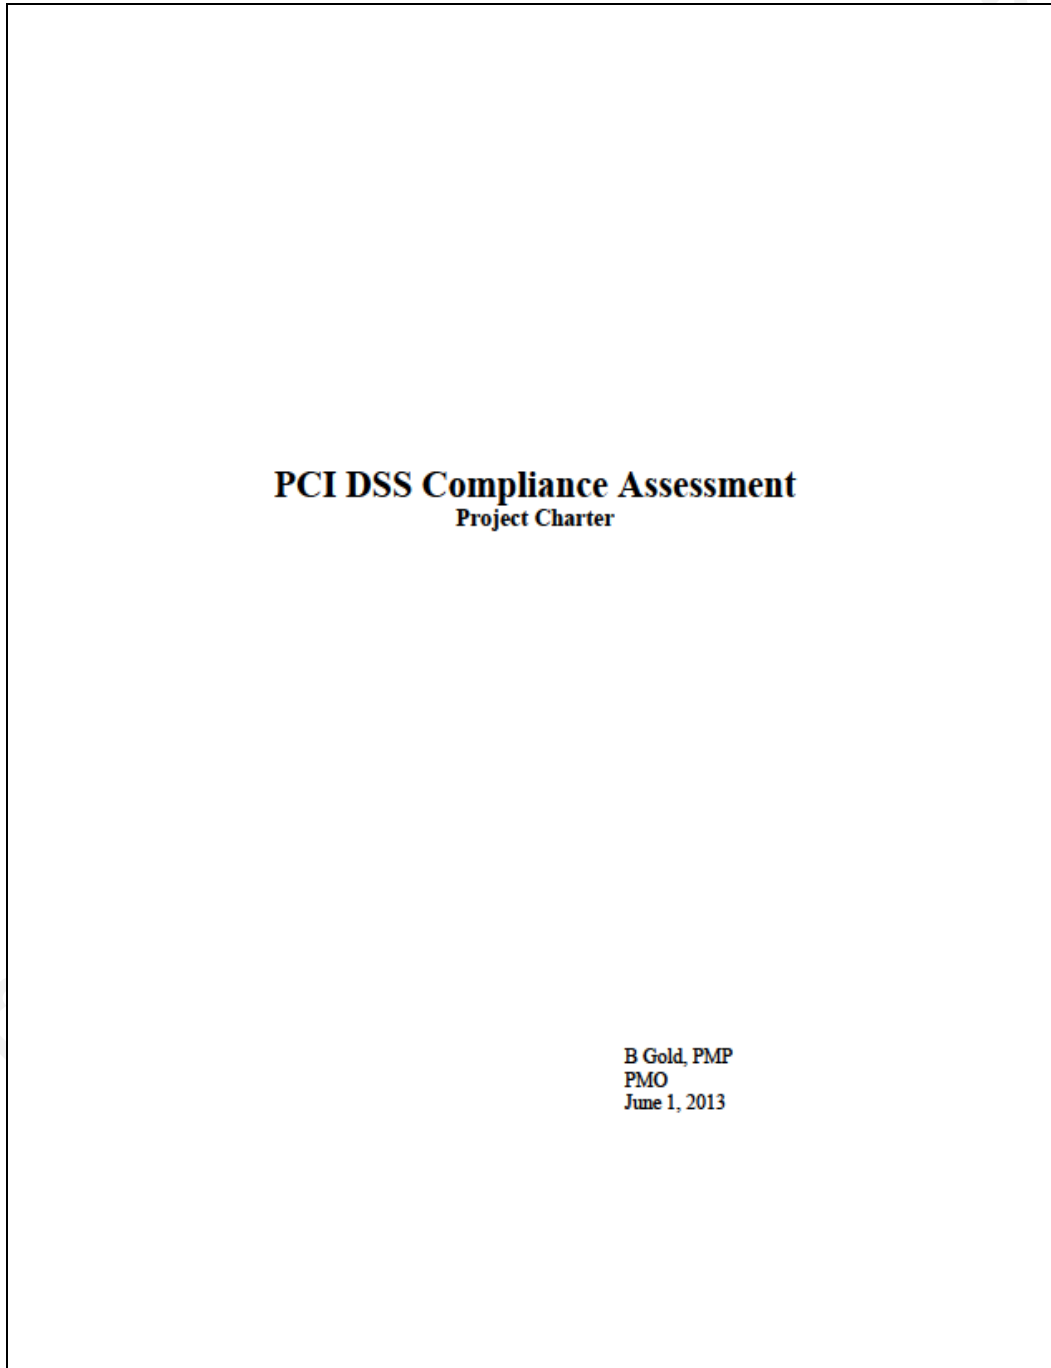 PCI DSS Compliance Assessment
Project Charter
B Gold, PMP
PMO
June 1, 2013